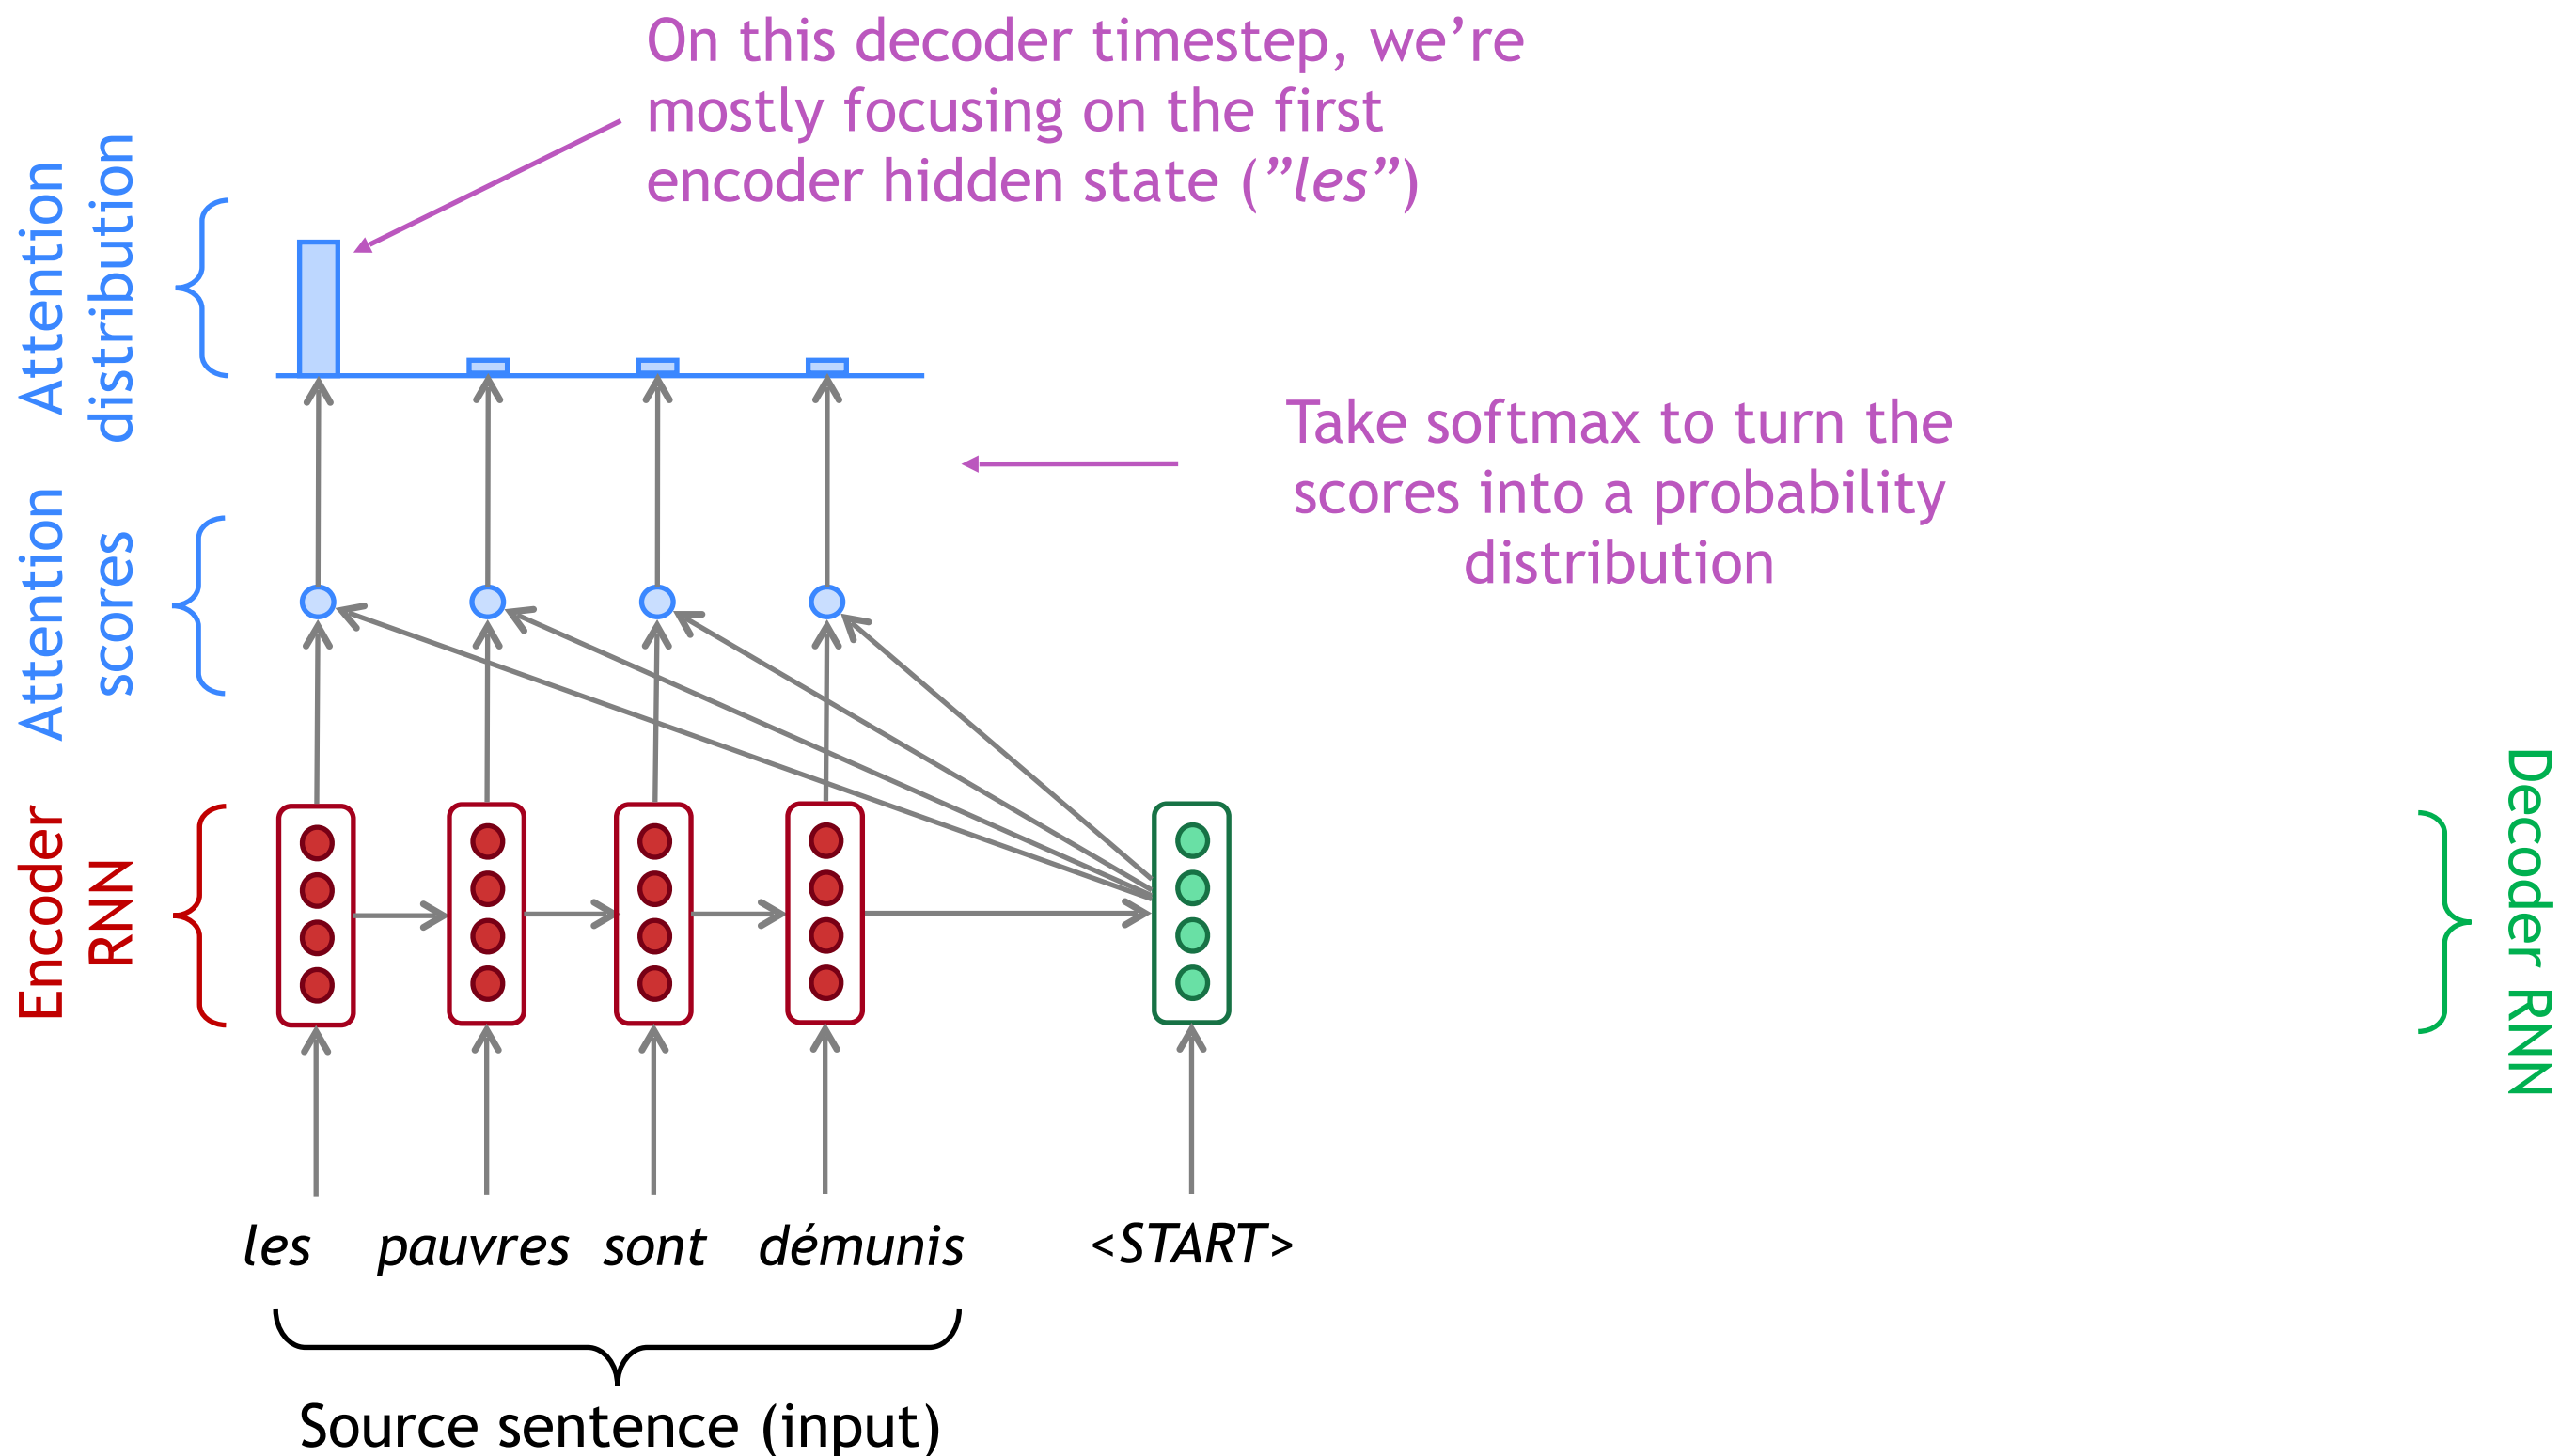 On this decoder timestep, we’re
mostly focusing on the first
encoder hidden state (”les”)
Attention
distribution
Take softmax to turn the
scores into a probability
distribution
Attention
scores
Encoder
RNN
Decoder RNN
les pauvres sont démunis <START>
Source sentence (input)